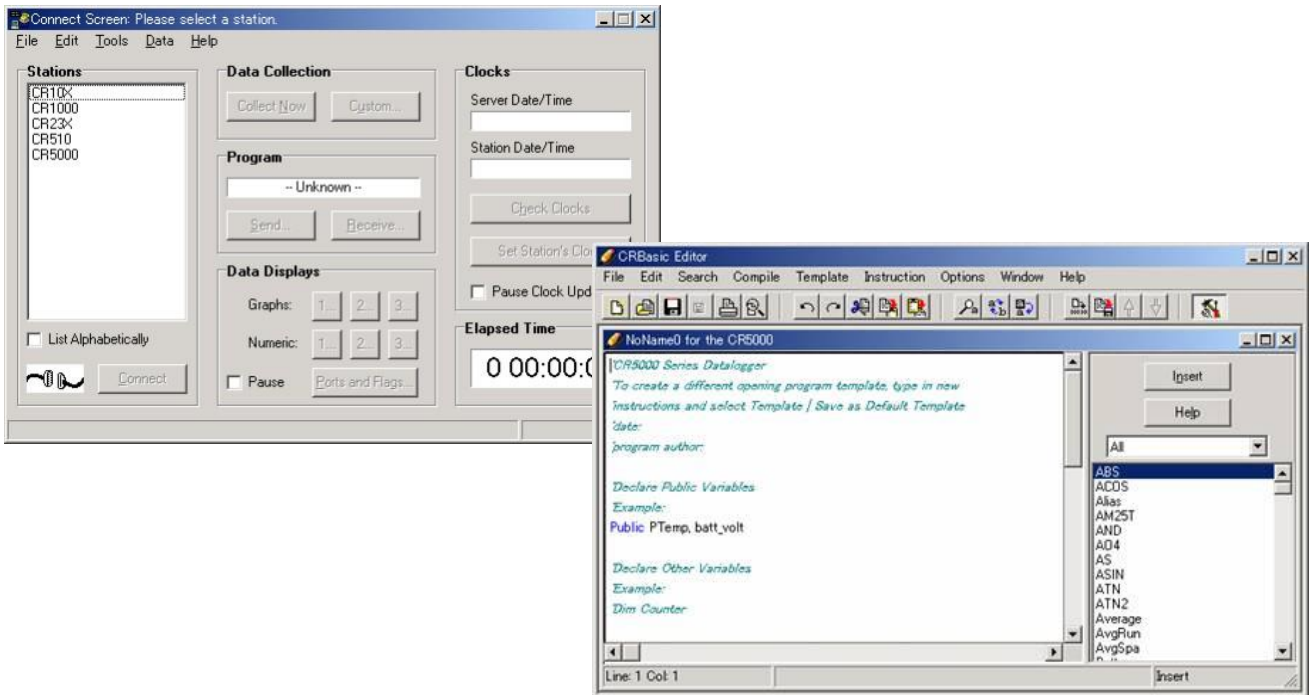 Connect Screen: Please select a station.
File Edit Tools Data Help
Stations
CR10X
CR1000
CR23X
CR510
CR5000
List Alphabetically
Connect
Data Collection
Collect Now Custom...
Program
-- Unknown --
Send... Receive...
Data Displays
Graphs: 1... 2... 3...
Numeric: 1... 2... 3...
Pause Ports and Flags...
Clocks
Server Date/Time
Station Date/Time
Check Clocks
Set Station's Clo
Pause Clock Upd
Elapsed Time
0 00:00:0
CRBasic Editor
File Edit Search Compile Template Instruction Options Window Help
NoName0 for the CR5000
'CR5000 Series Datalogger
'To create a different opening program template, type in new
'instructions and select Template | Save as Default Template
'date:
'program author:
'Declare Public Variables
'Example:
Public PTemp, batt_volt
'Declare Other Variables
'Example:
'Dim Counter
Insert
Help
All
ABS
ACOS
Alias
AM25T
AND
AO4
AS
ASIN
ATN
ATN2
Average
AvgRun
AvgSpa
Line: 1 Col: 1 Insert